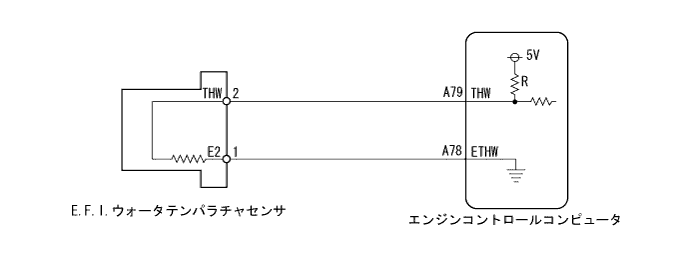 5V
R
THW 2
A79 THW
E2 1
A78 ETHW
E.F.I.ウォータテンパラチャセンサ
エンジンコントロールコンピュータ